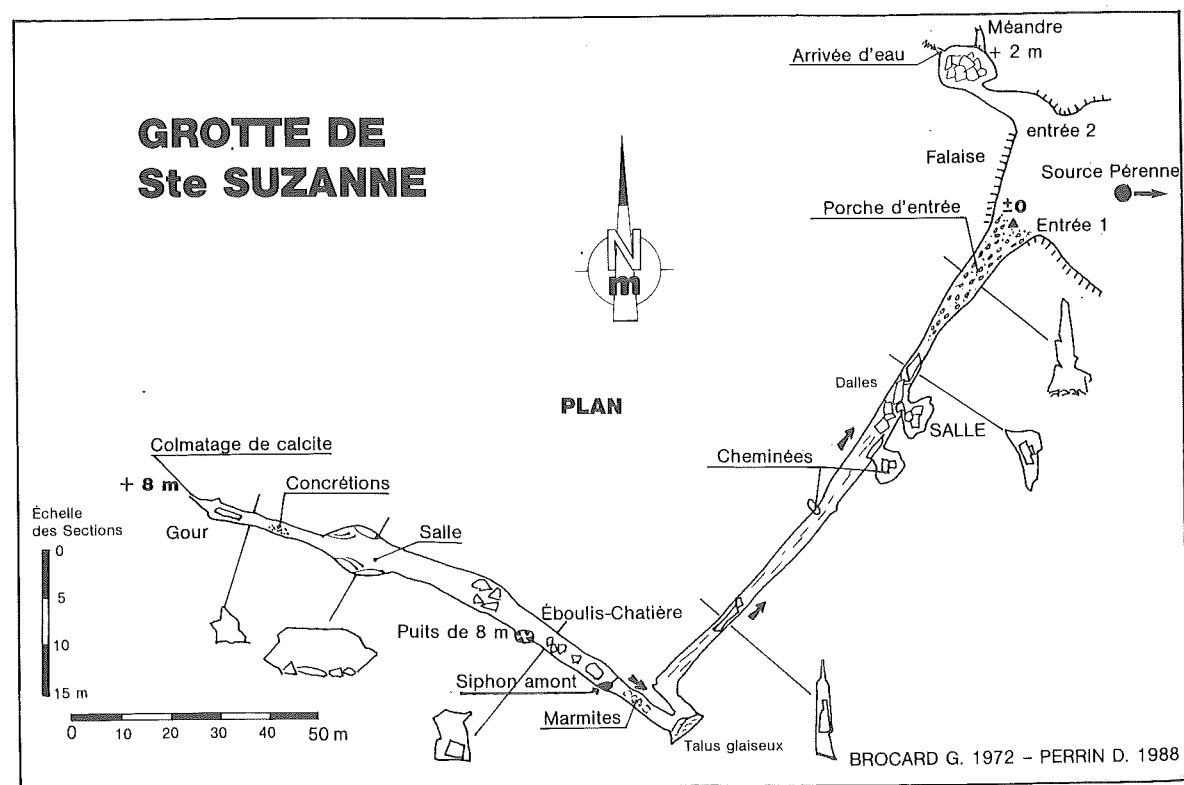 Méandre
+ 2 m
Arrivée d'eau
GROTTE DE
Ste SUZANNE
entrée 2
Falaise
Source Pérenne
Porche d'entrée
±0
Entrée 1
N
m
Dalles
PLAN
SALLE
Colmatage de calcite
Cheminées
+ 8 m
Concrétions
Échelle
des Sections
Gour
Salle
0
5
10
15 m
Éboulis-Chatière
Puits de 8 m
Siphon amont
Marmites
Talus glaiseux
0 10 20 30 40 50 m
BROCARD G. 1972 – PERRIN D. 1988